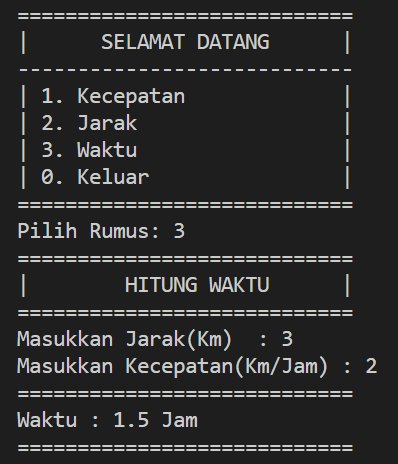 ============================
|      SELAMAT DATANG      |
----------------------------
| 1. Kecepatan             |
| 2. Jarak                 |
| 3. Waktu                 |
| 0. Keluar                |
============================
Pilih Rumus: 3
============================
|        HITUNG WAKTU      |
============================
Masukkan Jarak(Km)  : 3
Masukkan Kecepatan(Km/Jam) : 2
============================
Waktu : 1.5 Jam
============================